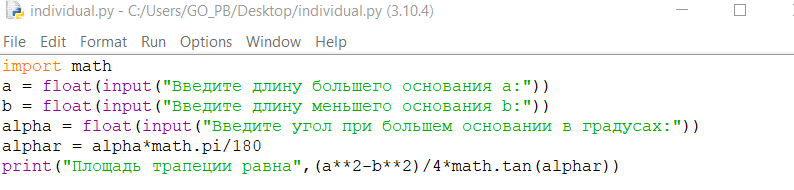 individual.py - C:/Users/GO_PB/Desktop/individual.py (3.10.4)
File Edit Format Run Options Window Help
import math
a = float(input("Введите длину большего основания a:"))
b = float(input("Введите длину меньшего основания b:"))
alpha = float(input("Введите угол при большем основании в градусах:"))
alphar = alpha*math.pi/180
print("Площадь трапеции равна",(a**2-b**2)/4*math.tan(alphar))